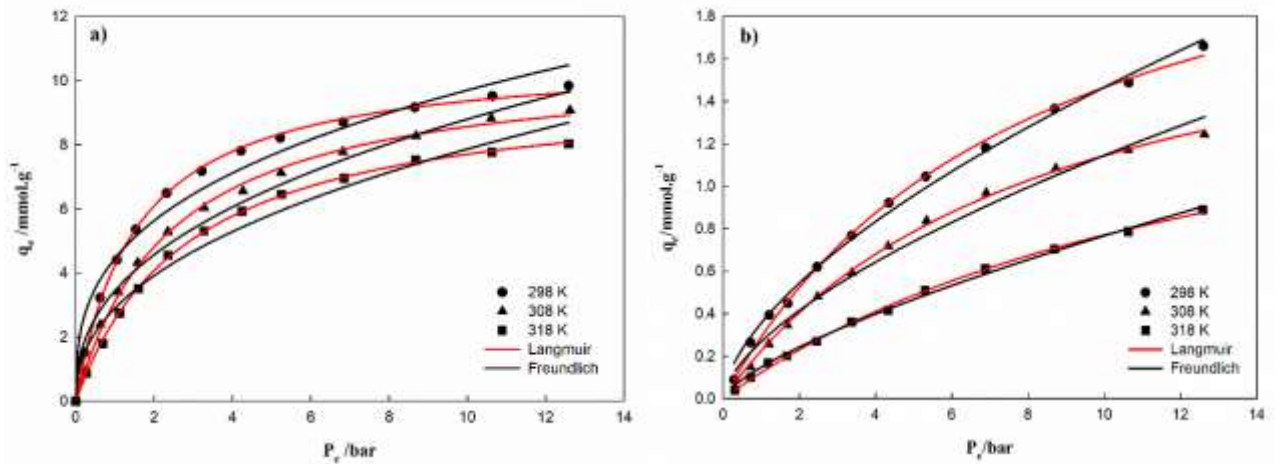 a)
12
10
8
6
4
2
0
qₑ /mmol.g⁻¹
298 K
308 K
318 K
Langmuir
Freundlich
0 2 4 6 8 10 12 14
Pₑ /bar
b)
1.8
1.6
1.4
1.2
1.0
0.8
0.6
0.4
0.2
0.0
qₑ/mmol.g⁻¹
298 K
308 K
318 K
Langmuir
Freundlich
0 2 4 6 8 10 12 14
Pₑ /bar